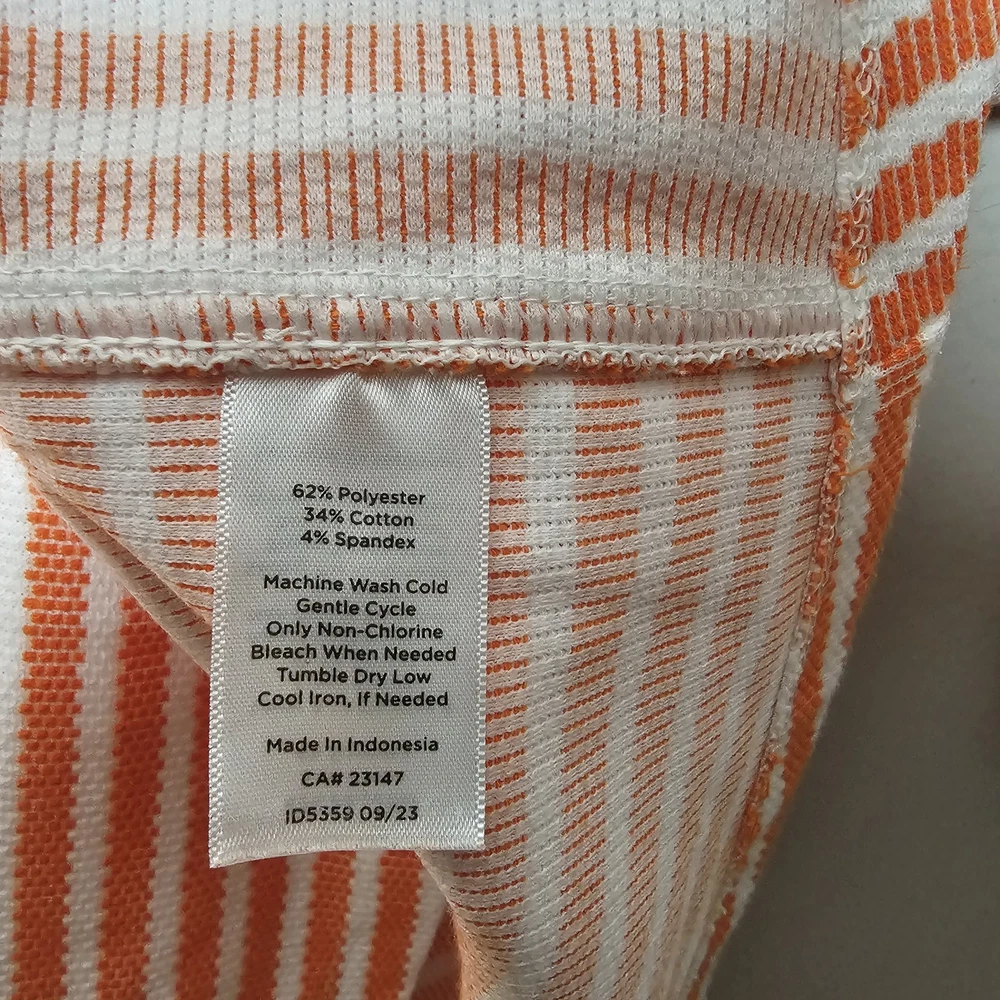 62% Polyester
34% Cotton
4% Spandex
Machine Wash Cold
Gentle Cycle
Only Non-Chlorine
Bleach When Needed
Tumble Dry Low
Cool Iron, If Needed
Made In Indonesia
CA# 23147
ID5359 09/23